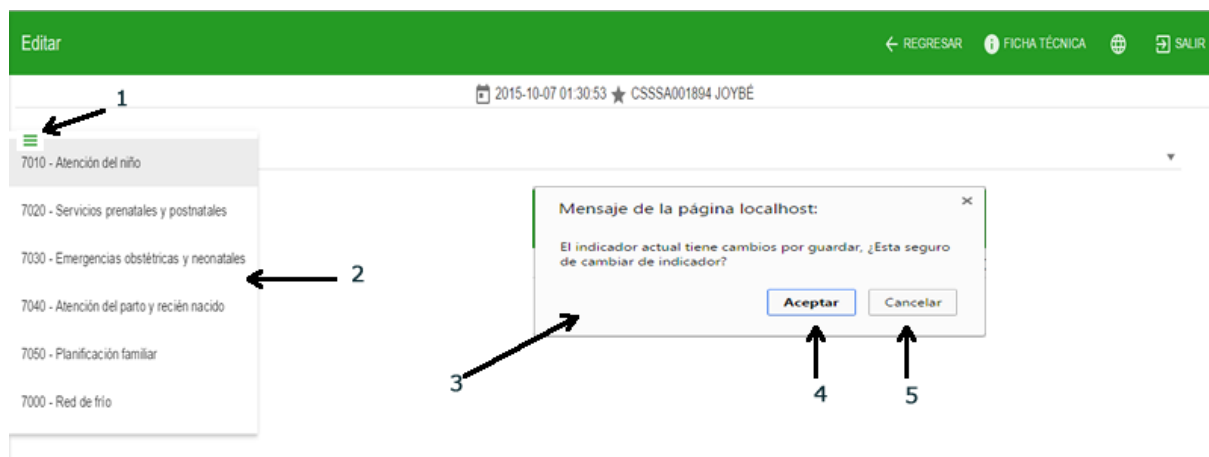 Editar
REGRESAR
FICHA TÉCNICA
SALIR
2015-10-07 01:30:53 CSSSA001894 JOYBÉ
1
7010 - Atención del niño
7020 - Servicios prenatales y postnatales
7030 - Emergencias obstétricas y neonatales
7040 - Atención del parto y recién nacido
7050 - Planificación familiar
7000 - Red de frío
2
Mensaje de la página localhost:
×
El indicador actual tiene cambios por guardar, ¿Esta seguro
de cambiar de indicador?
Aceptar
Cancelar
3
4
5